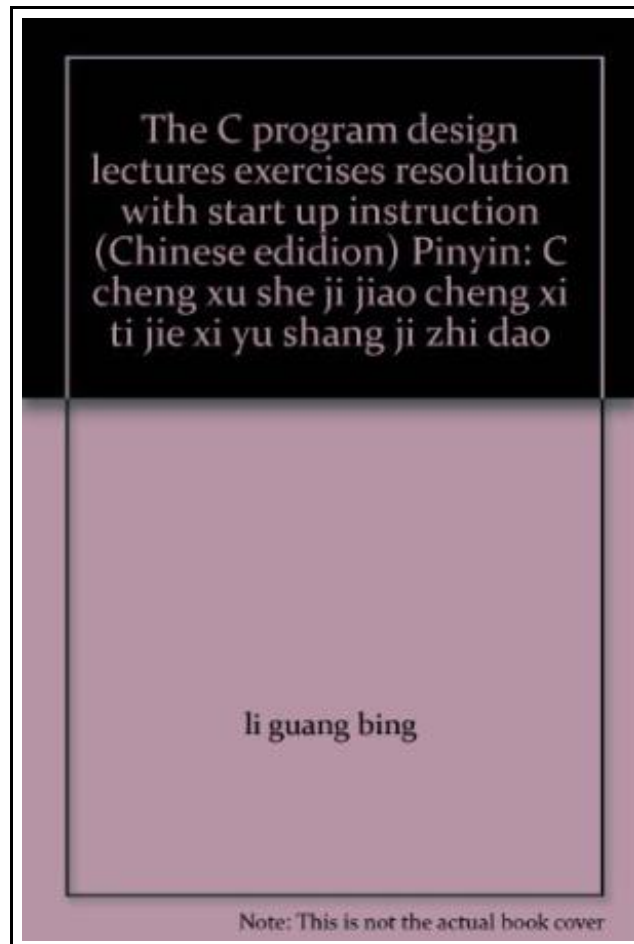 The C program design
lectures exercises resolution
with start up instruction
(Chinese edidion) Pinyin: C
cheng xu she ji jiao cheng xi
ti jie xi yu shang ji zhi dao
li guang bing
Note: This is not the actual book cover